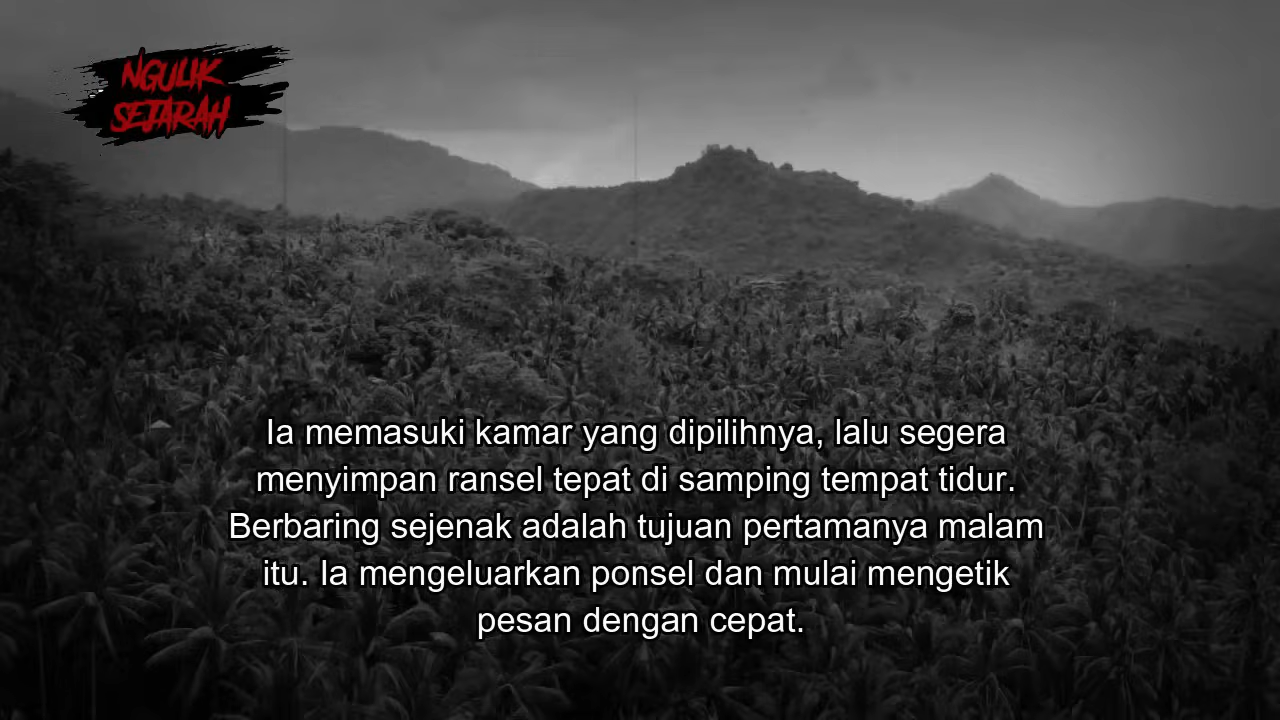 NGULIK
SEJARAH
Ia memasuki kamar yang dipilihnya, lalu segera
menyimpan ransel tepat di samping tempat tidur.
Berbaring sejenak adalah tujuan pertamanya malam
itu. Ia mengeluarkan ponsel dan mulai mengetik
pesan dengan cepat.